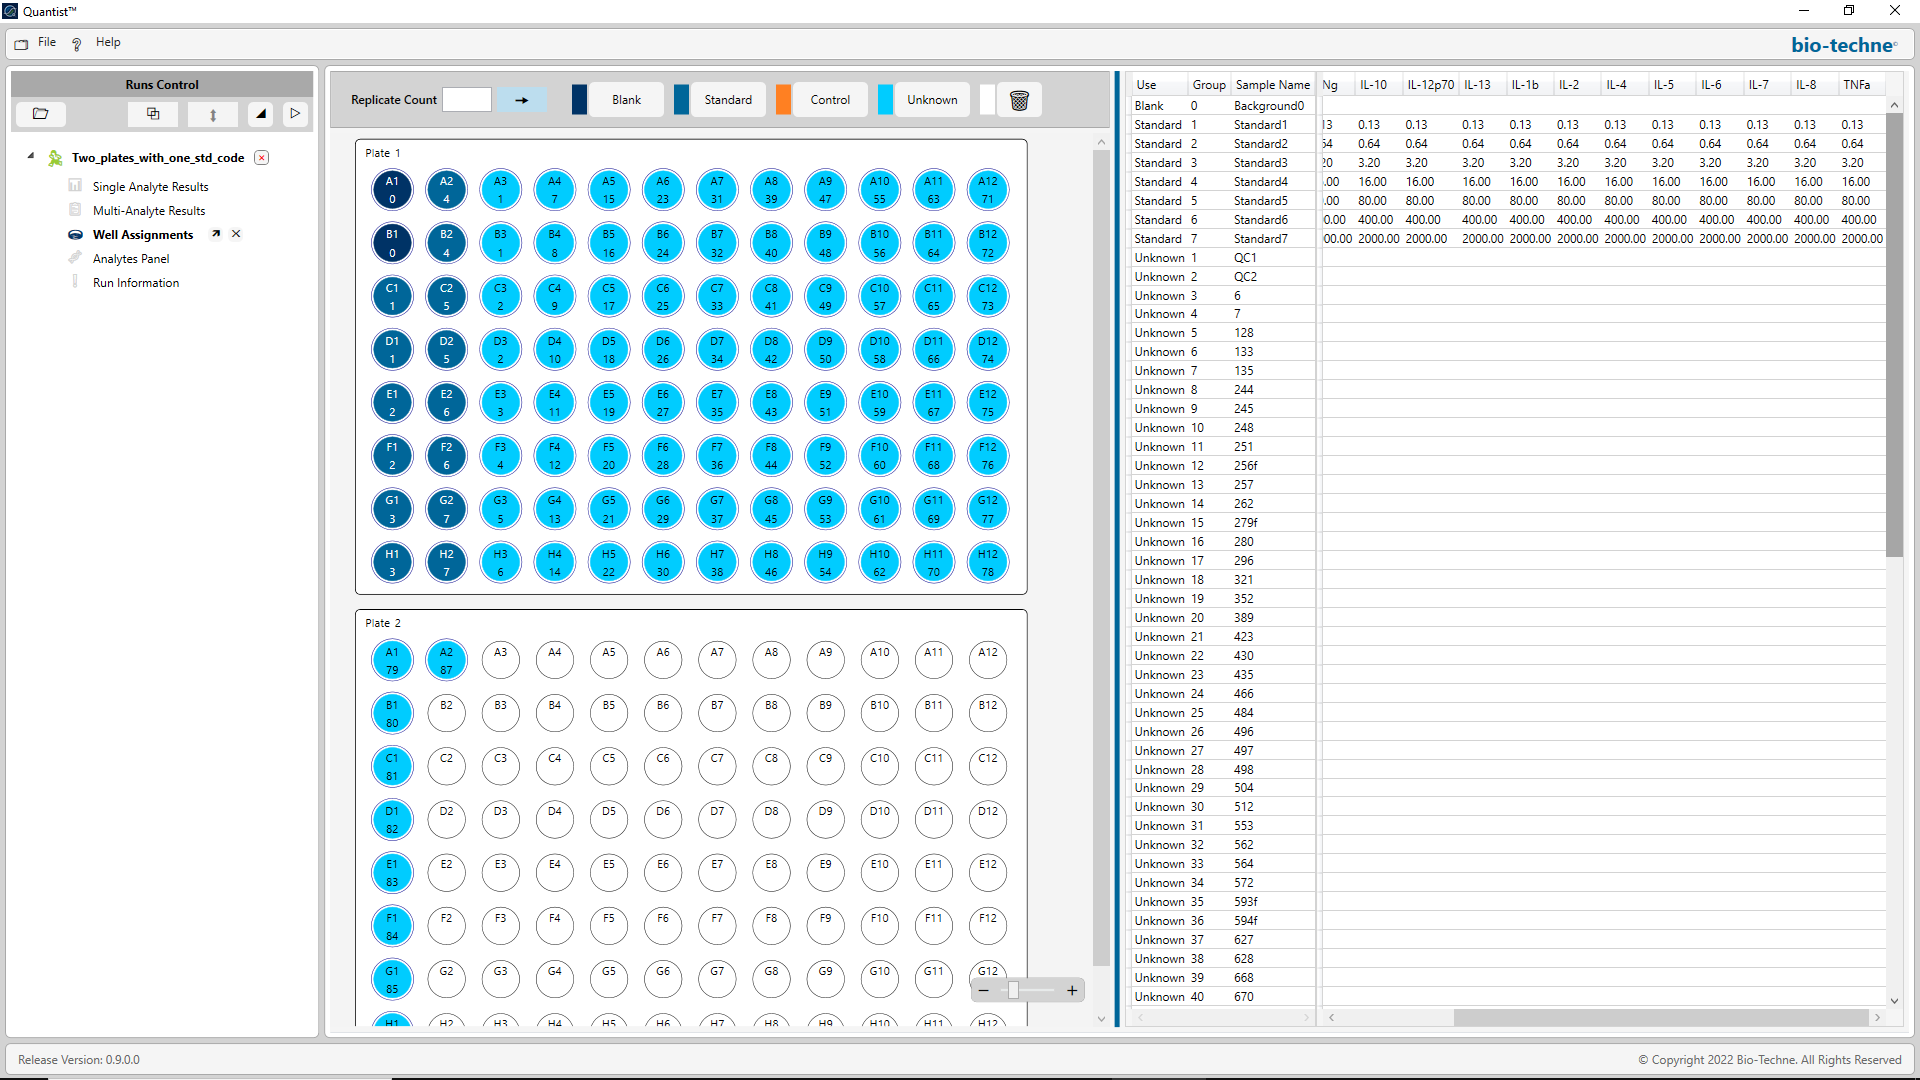 Quantist™
File Help
bio-techne
Runs Control
Two_plates_with_one_std_code
Single Analyte Results
Multi-Analyte Results
Well Assignments
Analytes Panel
Run Information
Replicate Count Blank Standard Control Unknown
Plate 1
A1 A2 A3 A4 A5 A6 A7 A8 A9 A10 A11 A12
0 4 1 7 15 23 31 39 47 55 63 71
B1 B2 B3 B4 B5 B6 B7 B8 B9 B10 B11 B12
0 4 1 8 16 24 32 40 48 56 64 72
C1 C2 C3 C4 C5 C6 C7 C8 C9 C10 C11 C12
1 5 2 9 17 25 33 41 49 57 65 73
D1 D2 D3 D4 D5 D6 D7 D8 D9 D10 D11 D12
1 5 2 10 18 26 34 42 50 58 66 74
E1 E2 E3 E4 E5 E6 E7 E8 E9 E10 E11 E12
2 6 3 11 19 27 35 43 51 59 67 75
F1 F2 F3 F4 F5 F6 F7 F8 F9 F10 F11 F12
2 6 4 12 20 28 36 44 52 60 68 76
G1 G2 G3 G4 G5 G6 G7 G8 G9 G10 G11 G12
3 7 5 13 21 29 37 45 53 61 69 77
H1 H2 H3 H4 H5 H6 H7 H8 H9 H10 H11 H12
3 7 6 14 22 30 38 46 54 62 70 78
Plate 2
A1 A2 A3 A4 A5 A6 A7 A8 A9 A10 A11 A12
79 87
B1 B2 B3 B4 B5 B6 B7 B8 B9 B10 B11 B12
80
C1 C2 C3 C4 C5 C6 C7 C8 C9 C10 C11 C12
81
D1 D2 D3 D4 D5 D6 D7 D8 D9 D10 D11 D12
82
E1 E2 E3 E4 E5 E6 E7 E8 E9 E10 E11 E12
83
F1 F2 F3 F4 F5 F6 F7 F8 F9 F10 F11 F12
84
G1 G2 G3 G4 G5 G6 G7 G8 G9 G10 G11 G12
85
H1 H2 H3 H4 H5 H6 H7 H8 H9 H10 H11 H12
Use Group Sample Name Ng IL-10 IL-12p70 IL-13 IL-1b IL-2 IL-4 IL-5 IL-6 IL-7 IL-8 TNFa
Blank 0 Background0
Standard 1 Standard1 13 0.13 0.13 0.13 0.13 0.13 0.13 0.13 0.13 0.13 0.13 0.13
Standard 2 Standard2 64 0.64 0.64 0.64 0.64 0.64 0.64 0.64 0.64 0.64 0.64 0.64
Standard 3 Standard3 20 3.20 3.20 3.20 3.20 3.20 3.20 3.20 3.20 3.20 3.20 3.20
Standard 4 Standard4 .00 16.00 16.00 16.00 16.00 16.00 16.00 16.00 16.00 16.00 16.00 16.00
Standard 5 Standard5 .00 80.00 80.00 80.00 80.00 80.00 80.00 80.00 80.00 80.00 80.00 80.00
Standard 6 Standard6 0.00 400.00 400.00 400.00 400.00 400.00 400.00 400.00 400.00 400.00 400.00 400.00
Standard 7 Standard7 00.00 2000.00 2000.00 2000.00 2000.00 2000.00 2000.00 2000.00 2000.00 2000.00 2000.00 2000.00
Unknown 1 QC1
Unknown 2 QC2
Unknown 3 6
Unknown 4 7
Unknown 5 128
Unknown 6 133
Unknown 7 135
Unknown 8 244
Unknown 9 245
Unknown 10 248
Unknown 11 251
Unknown 12 256f
Unknown 13 257
Unknown 14 262
Unknown 15 279f
Unknown 16 280
Unknown 17 296
Unknown 18 321
Unknown 19 352
Unknown 20 389
Unknown 21 423
Unknown 22 430
Unknown 23 435
Unknown 24 466
Unknown 25 484
Unknown 26 496
Unknown 27 497
Unknown 28 498
Unknown 29 504
Unknown 30 512
Unknown 31 553
Unknown 32 562
Unknown 33 564
Unknown 34 572
Unknown 35 593f
Unknown 36 594f
Unknown 37 627
Unknown 38 628
Unknown 39 668
Unknown 40 670
Release Version: 0.9.0.0
© Copyright 2022 Bio-Techne. All Rights Reserved